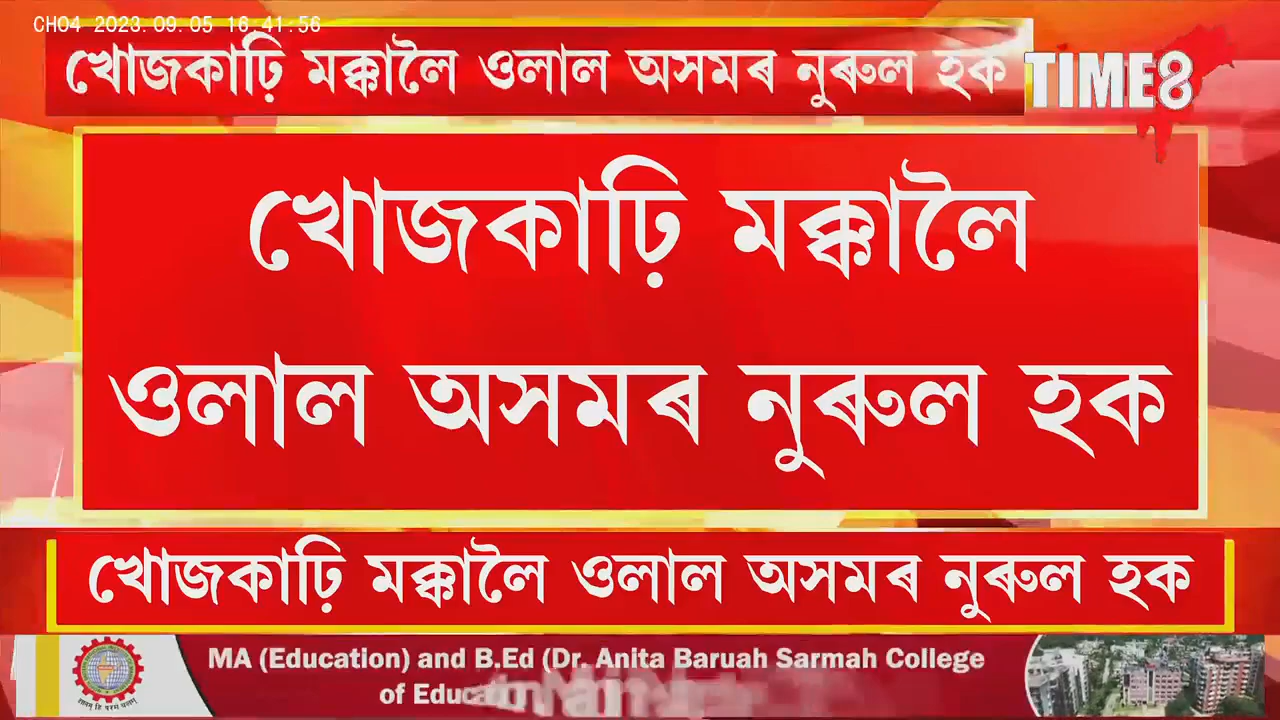 CH04 2023.09.05 16:41:56
খোজকাঢ়ি মক্কালৈ ওলাল অসমৰ নুৰুল হক
TIME8
খোজকাঢ়ি মক্কালৈ
ওলাল অসমৰ নুৰুল হক
খোজকাঢ়ি মক্কালৈ ওলাল অসমৰ নুৰুল হক
MA (Education) and B.Ed (Dr. Anita Baruah Sarmah College
of